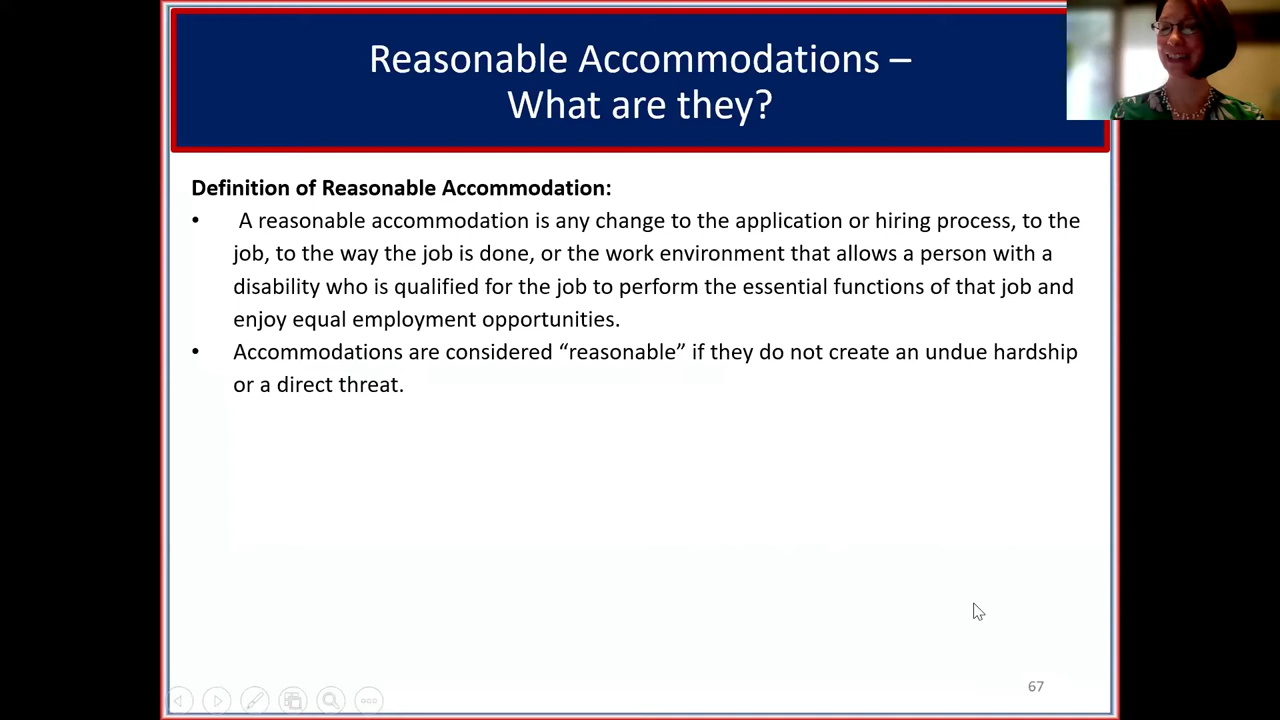 Reasonable Accommodations –
What are they?
Definition of Reasonable Accommodation:
• A reasonable accommodation is any change to the application or hiring process, to the
job, to the way the job is done, or the work environment that allows a person with a
disability who is qualified for the job to perform the essential functions of that job and
enjoy equal employment opportunities.
• Accommodations are considered “reasonable” if they do not create an undue hardship
or a direct threat.
67